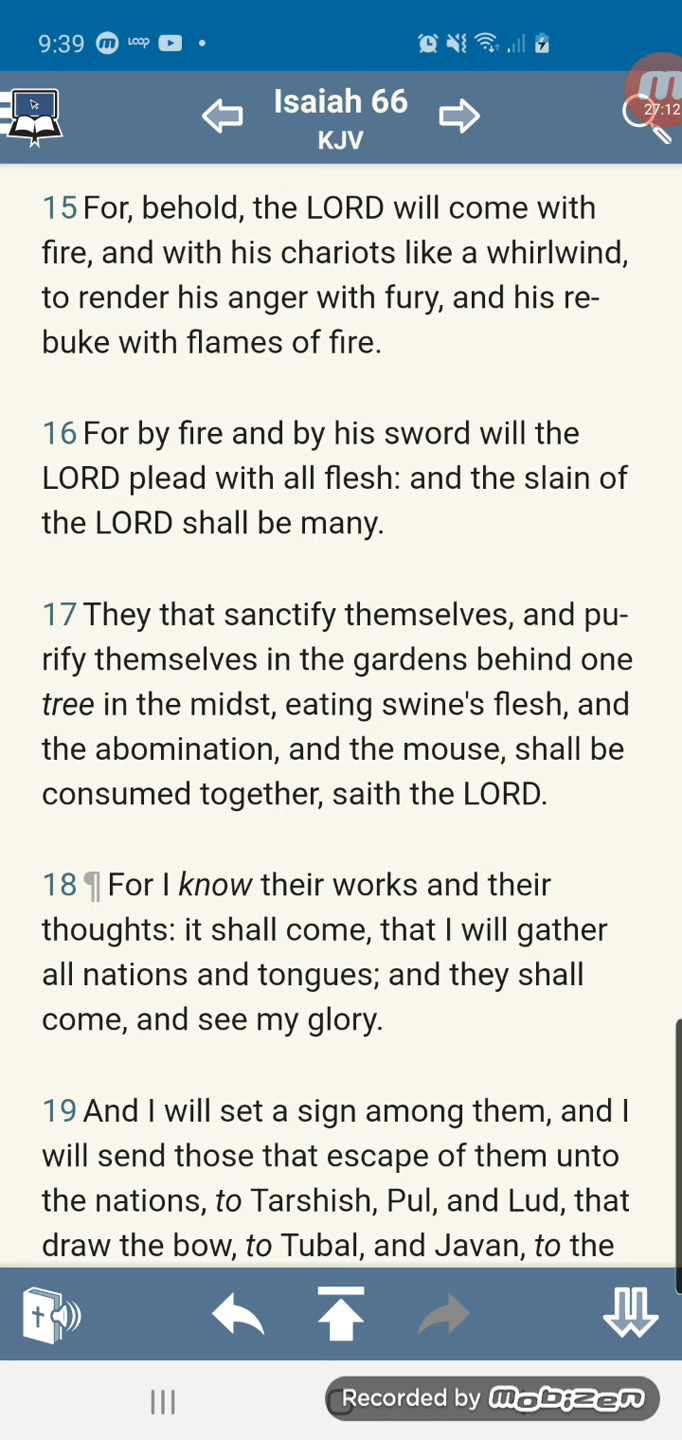 9:39 m LOOP
Isaiah 66
KJV
27:12
15 For, behold, the LORD will come with
fire, and with his chariots like a whirlwind,
to render his anger with fury, and his re-
buke with flames of fire.
16 For by fire and by his sword will the
LORD plead with all flesh: and the slain of
the LORD shall be many.
17 They that sanctify themselves, and pu-
rify themselves in the gardens behind one
tree in the midst, eating swine's flesh, and
the abomination, and the mouse, shall be
consumed together, saith the LORD.
18 ¶ For I know their works and their
thoughts: it shall come, that I will gather
all nations and tongues; and they shall
come, and see my glory.
19 And I will set a sign among them, and I
will send those that escape of them unto
the nations, to Tarshish, Pul, and Lud, that
draw the bow, to Tubal, and Javan, to the
Recorded by mobizen